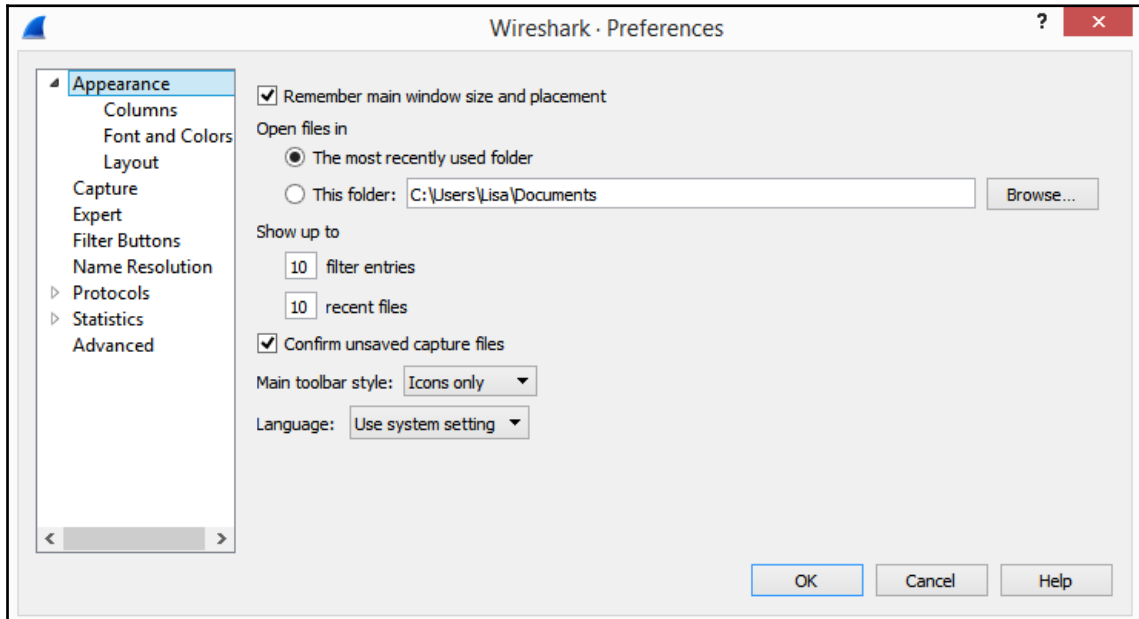 Wireshark · Preferences
?
×
Appearance
Columns
Font and Colors
Layout
Capture
Expert
Filter Buttons
Name Resolution
Protocols
Statistics
Advanced
Remember main window size and placement
Open files in
The most recently used folder
This folder: C:\Users\Lisa\Documents Browse...
Show up to
10 filter entries
10 recent files
Confirm unsaved capture files
Main toolbar style: Icons only
Language: Use system setting
OK Cancel Help